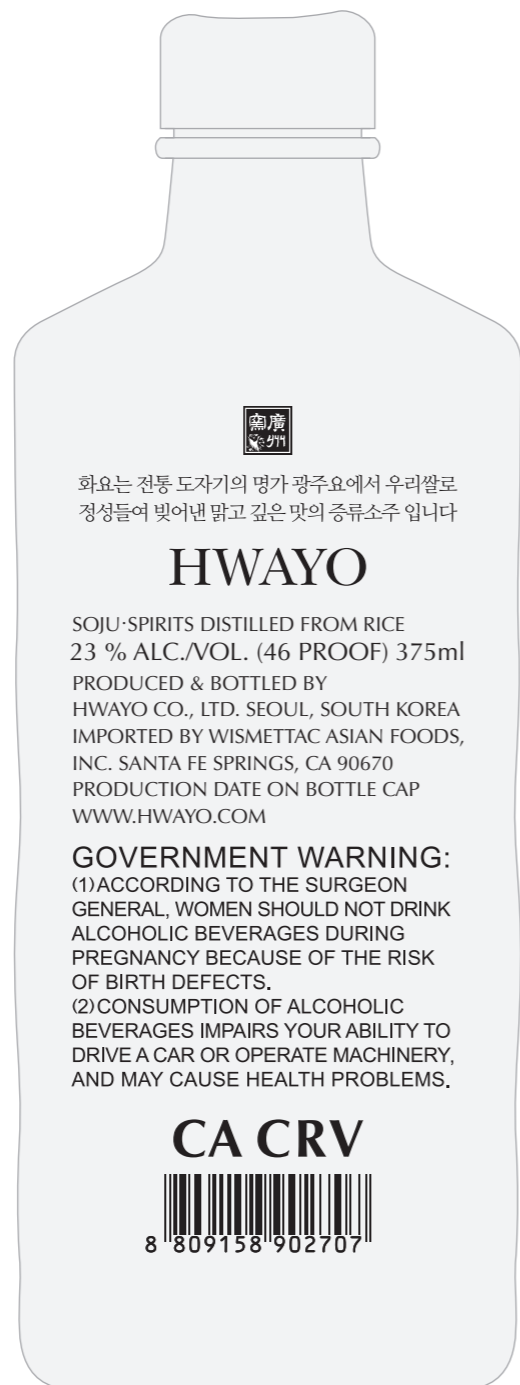 廣窯
화요는 전통 도자기의 명가 광주요에서 우리쌀로
정성들여 빚어낸 맑고 깊은 맛의 증류소주 입니다
HWAYO
SOJU·SPIRITS DISTILLED FROM RICE
23 % ALC./VOL. (46 PROOF) 375ml
PRODUCED & BOTTLED BY
HWAYO CO., LTD. SEOUL, SOUTH KOREA
IMPORTED BY WISMETTAC ASIAN FOODS,
INC. SANTA FE SPRINGS, CA 90670
PRODUCTION DATE ON BOTTLE CAP
WWW.HWAYO.COM
GOVERNMENT WARNING:
(1)ACCORDING TO THE SURGEON
GENERAL, WOMEN SHOULD NOT DRINK
ALCOHOLIC BEVERAGES DURING
PREGNANCY BECAUSE OF THE RISK
OF BIRTH DEFECTS.
(2)CONSUMPTION OF ALCOHOLIC
BEVERAGES IMPAIRS YOUR ABILITY TO
DRIVE A CAR OR OPERATE MACHINERY,
AND MAY CAUSE HEALTH PROBLEMS.
CA CRV
8 809158 902707